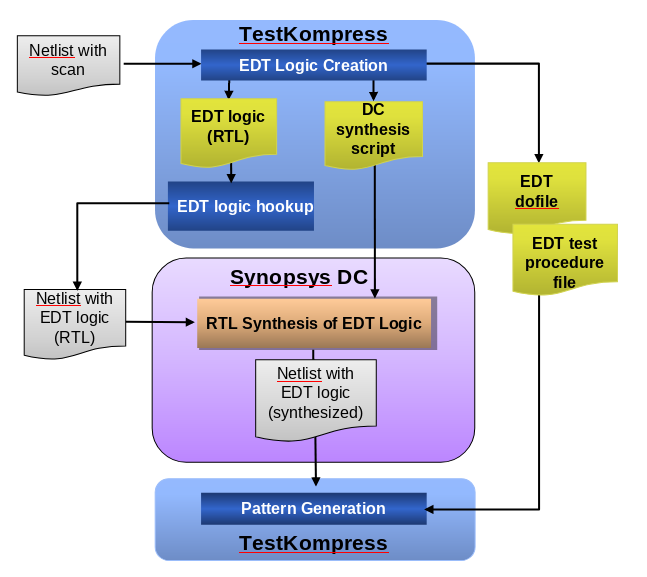 TestKompress
Netlist with
scan
EDT Logic Creation
EDT logic
(RTL)
DC
synthesis
script
EDT logic hookup
EDT
dofile
EDT test
procedure
file
Synopsys DC
Netlist with
EDT logic
(RTL)
RTL Synthesis of EDT Logic
Netlist with
EDT logic
(synthesized)
Pattern Generation
TestKompress